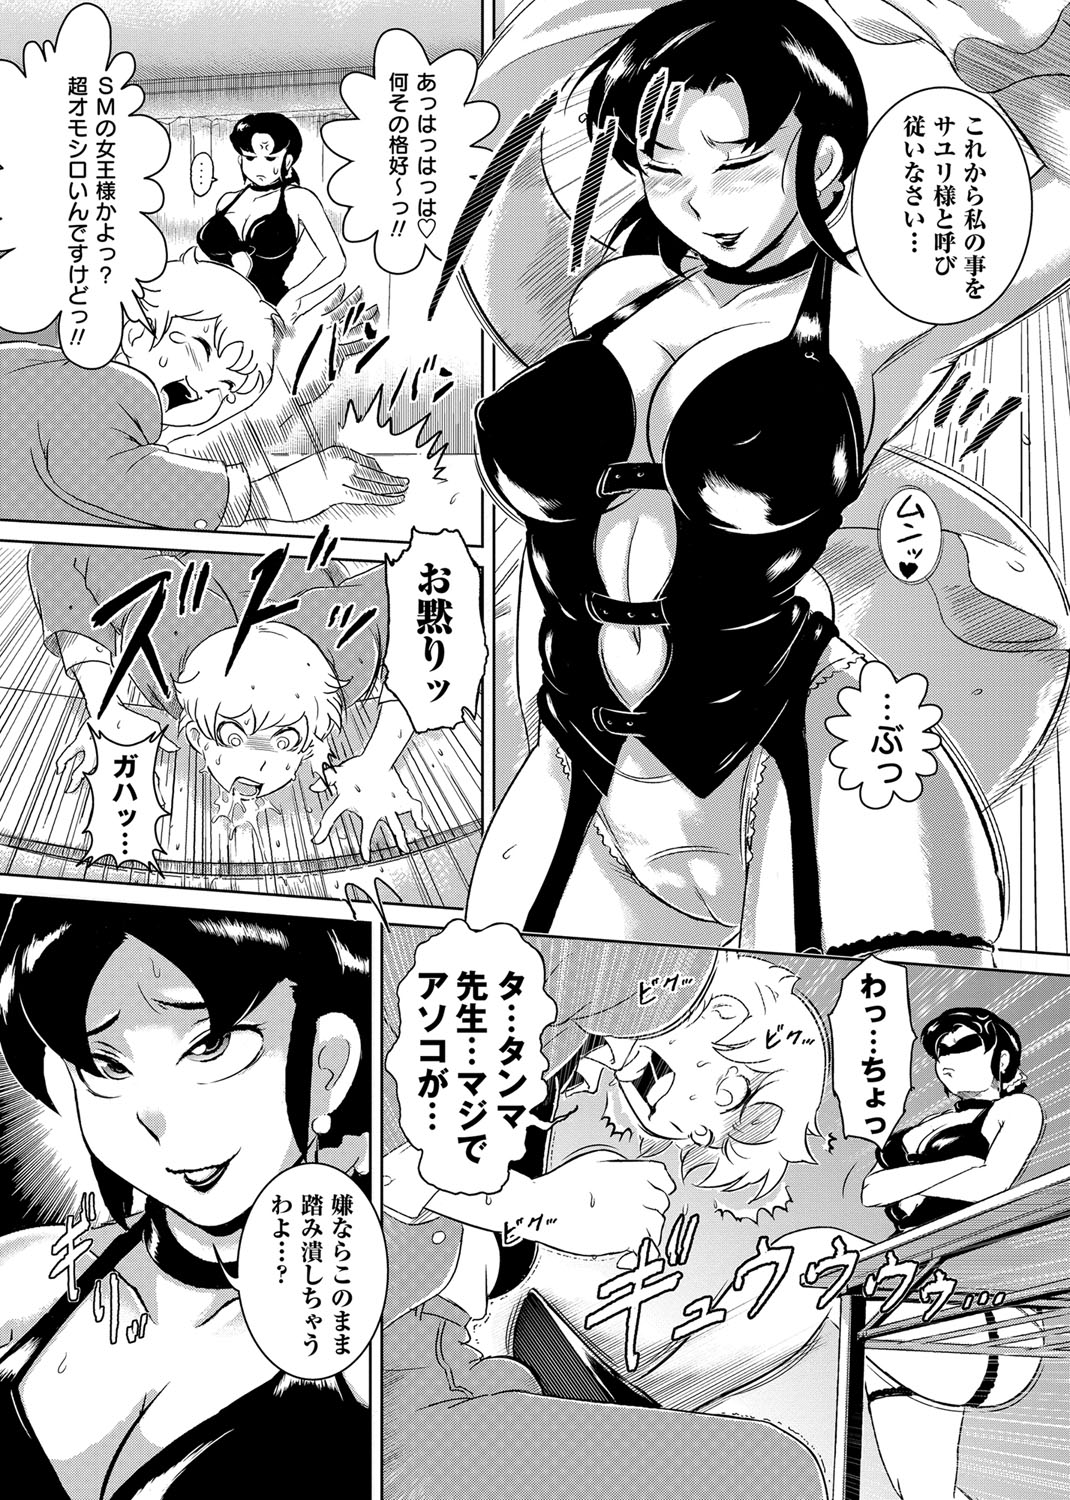 これから私の事を
サユリ様と呼び
従いなさい…
ムンッ♥
…ぶっ
あっはっはっは♡
何その格好〜っ!!
…
SMの女王様かよっ？
超オモシロいんですけどっ!!
お黙りッ
ズドッ
ガハッ…
わっ…ちょっ
タ…タンマ
先生…マジで
アソコが…
ビクッ
ビクッ
ビクッ
ギュウウウゥ…
嫌ならこのまま
踏み潰しちゃう
わよ…？
ギリッ